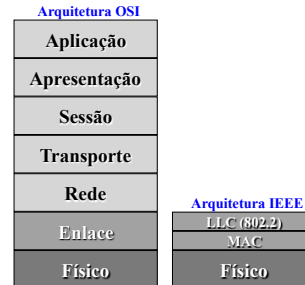 Arquitetura OSI
Aplicação
Apresentação
Sessão
Transporte
Rede
Enlace
Físico
Arquitetura IEEE
LLC (802.2)
MAC
Físico